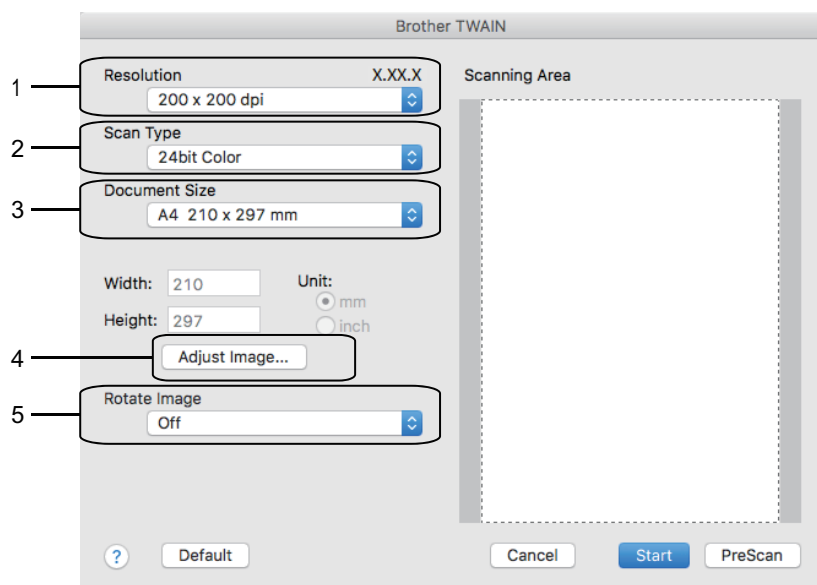 Brother TWAIN
1
Resolution X.XX.X
200 x 200 dpi
2
Scan Type
24bit Color
3
Document Size
A4 210 x 297 mm
Width: 210
Height: 297
Unit:
mm
inch
4
Adjust Image...
5
Rotate Image
Off
Scanning Area
? Default Cancel Start PreScan